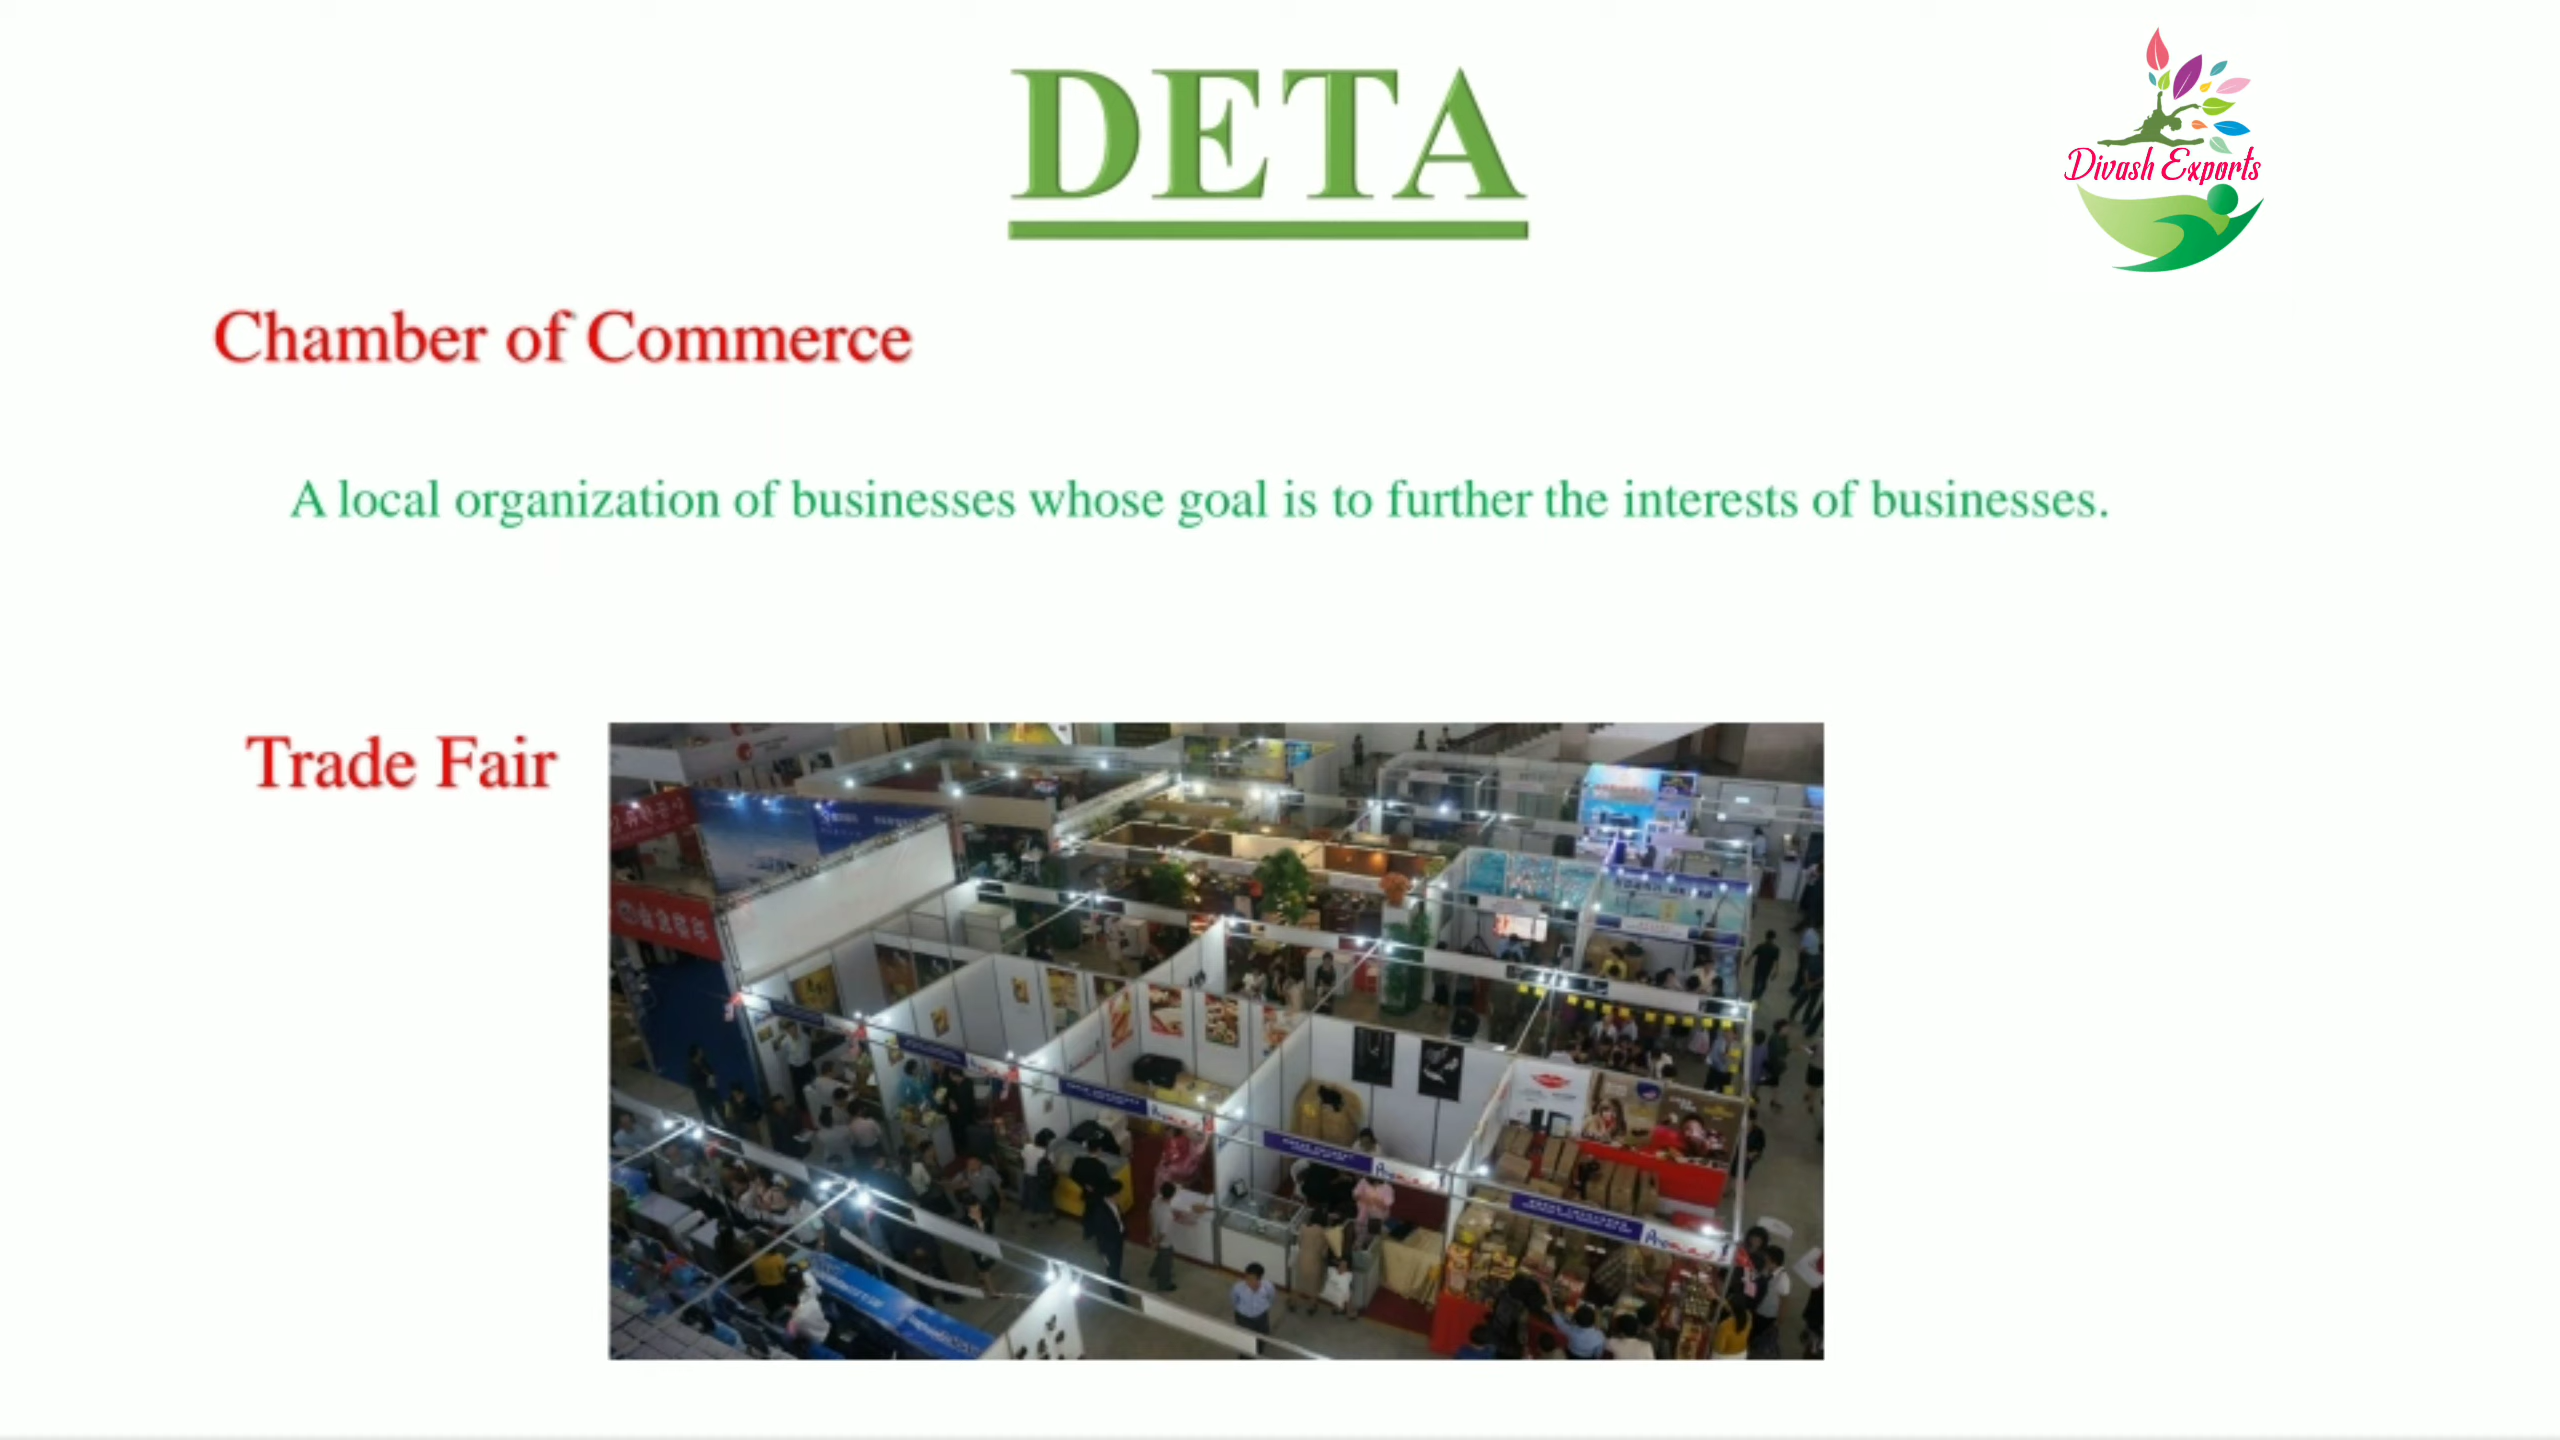 DETA
Divash Exports
Chamber of Commerce
A local organization of businesses whose goal is to further the interests of businesses.
Trade Fair